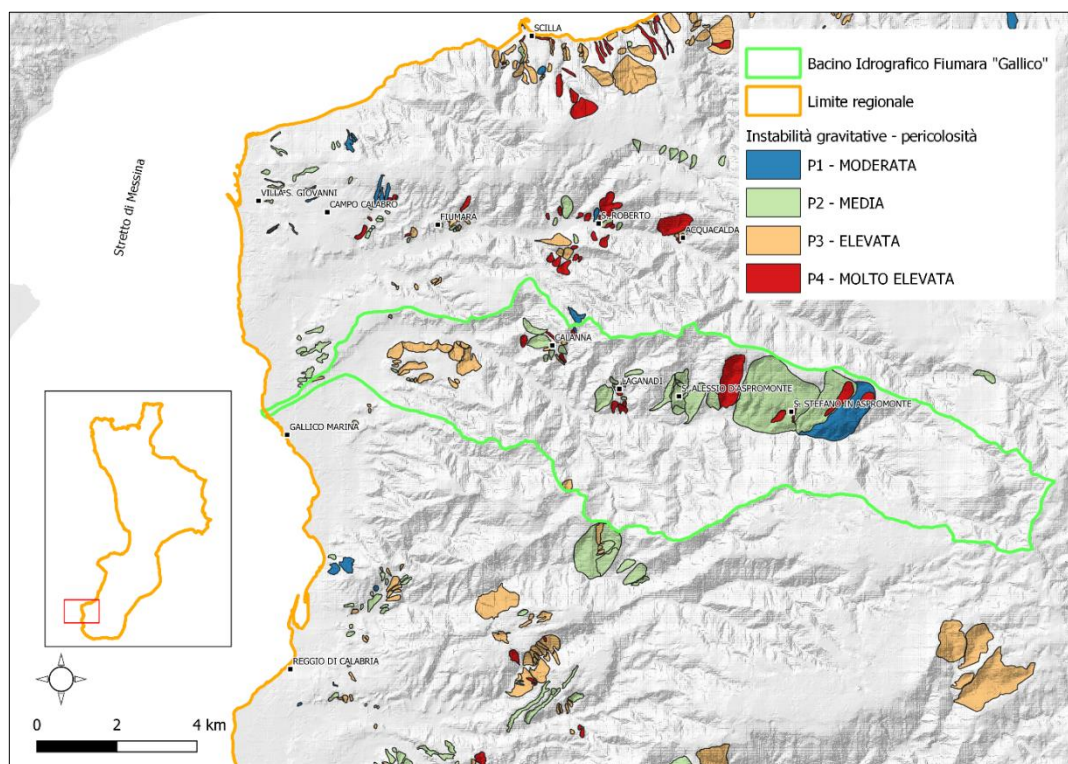 SCILLA
Bacino Idrografico Fiumara "Gallico"
Limite regionale
Instabilità gravitative - pericolosità
P1 - MODERATA
P2 - MEDIA
P3 - ELEVATA
P4 - MOLTO ELEVATA
Stretto di Messina
VILLA S. GIOVANNI
CAMPO CALABRO
FIUMARA
S. ROBERTO
ACQUACALDA
CALANNA
LAGANADI
S. ALESSIO D'ASPROMONTE
S. STEFANO IN ASPROMONTE
GALLICO MARINA
REGGIO DI CALABRIA
0 2 4 km